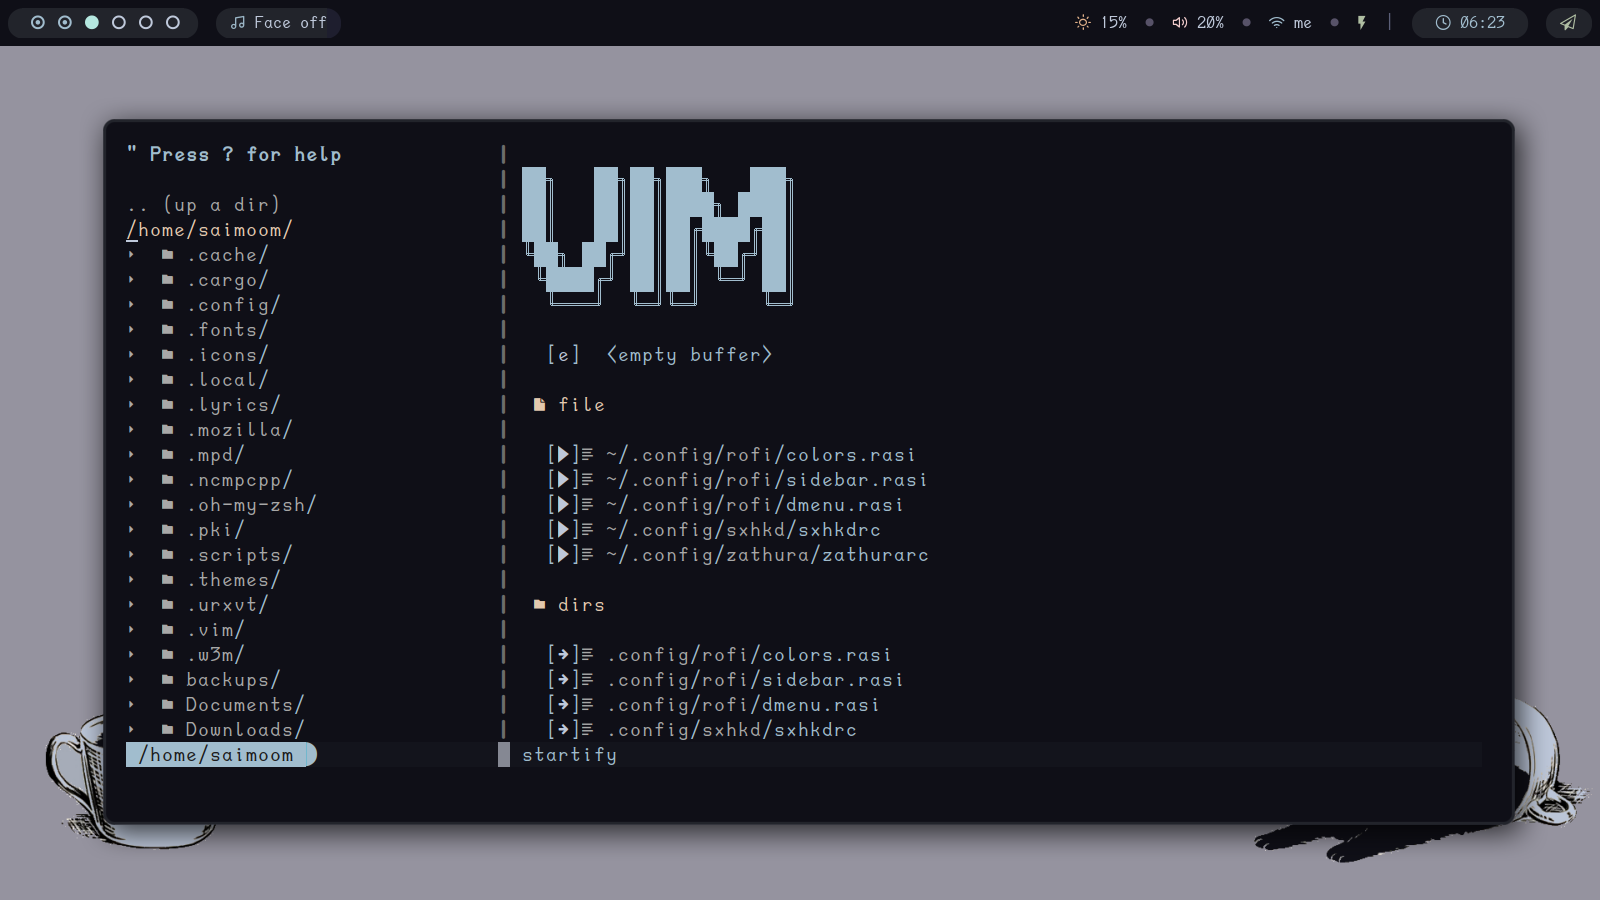 Face off
15%
20%
me
06:23
" Press ? for help
.. (up a dir)
/home/saimoom/
.cache/
.cargo/
.config/
.fonts/
.icons/
.local/
.lyrics/
.mozilla/
.mpd/
.ncmpcpp/
.oh-my-zsh/
.pki/
.scripts/
.themes/
.urxvt/
.vim/
.w3m/
backups/
Documents/
Downloads/
/home/saimoom
VIM
[e] <empty buffer>
file
[▶]≡ ~/.config/rofi/colors.rasi
[▶]≡ ~/.config/rofi/sidebar.rasi
[▶]≡ ~/.config/rofi/dmenu.rasi
[▶]≡ ~/.config/sxhkd/sxhkdrc
[▶]≡ ~/.config/zathura/zathurarc
dirs
[➜]≡ .config/rofi/colors.rasi
[➜]≡ .config/rofi/sidebar.rasi
[➜]≡ .config/rofi/dmenu.rasi
[➜]≡ .config/sxhkd/sxhkdrc
startify